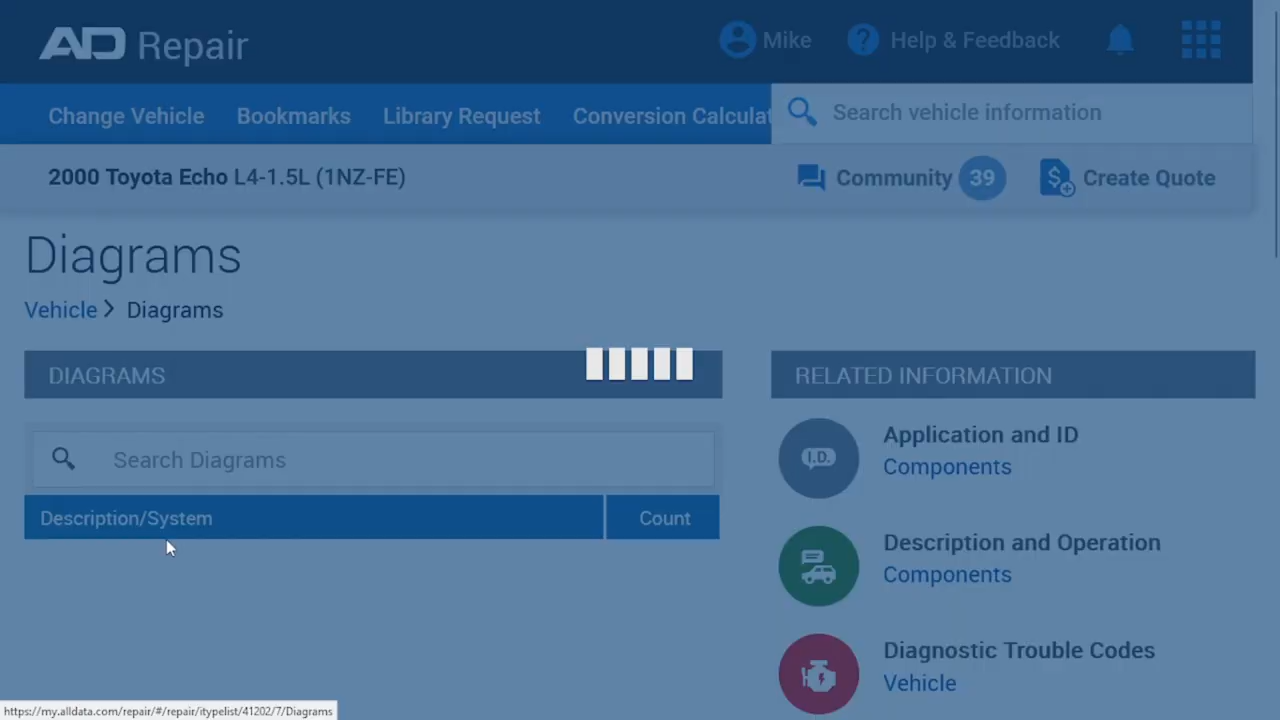 AD Repair
Mike
Help & Feedback
Change Vehicle
Bookmarks
Library Request
Conversion Calculat
Search vehicle information
2000 Toyota Echo L4-1.5L (1NZ-FE)
Community 39
Create Quote
Diagrams
Vehicle > Diagrams
DIAGRAMS
Search Diagrams
Description/System
Count
RELATED INFORMATION
I.D.
Application and ID
Components
Description and Operation
Components
Diagnostic Trouble Codes
Vehicle
https://my.alldata.com/repair/#/repair/itypelist/41202/7/Diagrams